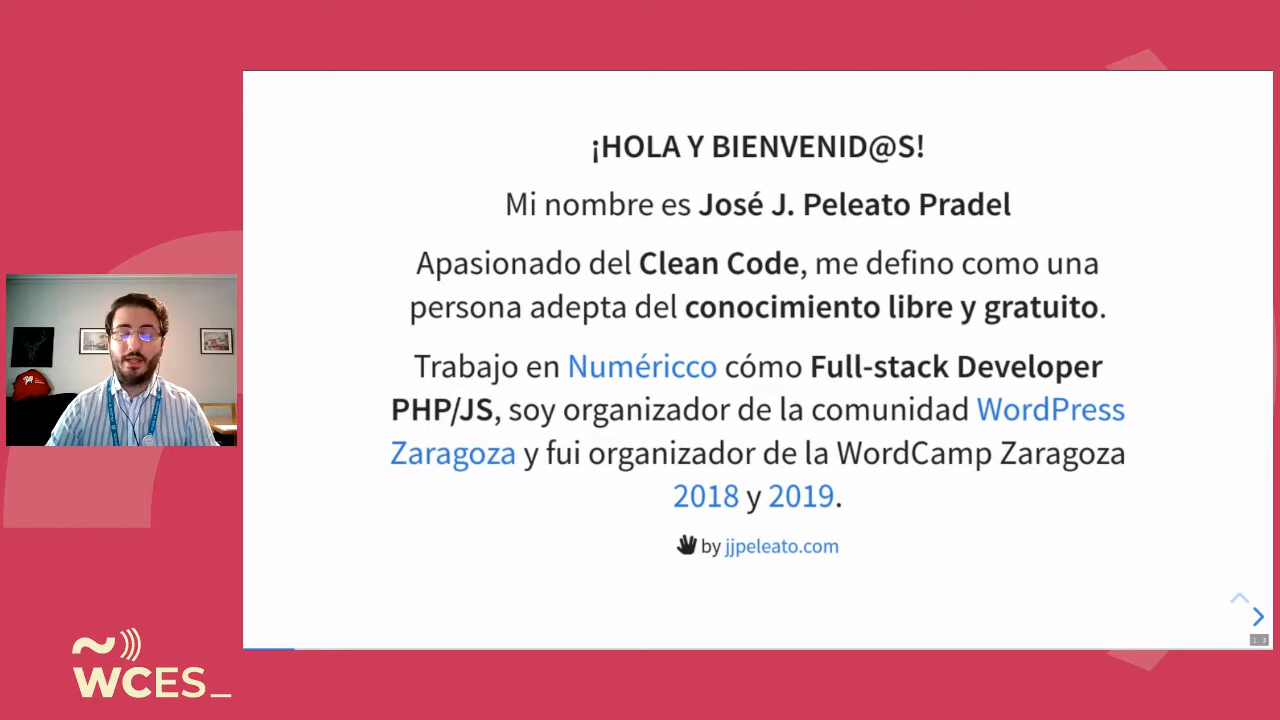 ¡HOLA Y BIENVENID@S!
Mi nombre es José J. Peleato Pradel
Apasionado del Clean Code, me defino como una
persona adepta del conocimiento libre y gratuito.
Trabajo en Numéricco cómo Full-stack Developer
PHP/JS, soy organizador de la comunidad WordPress
Zaragoza y fui organizador de la WordCamp Zaragoza
2018 y 2019.
by jjpeleato.com
1.3
WCES_